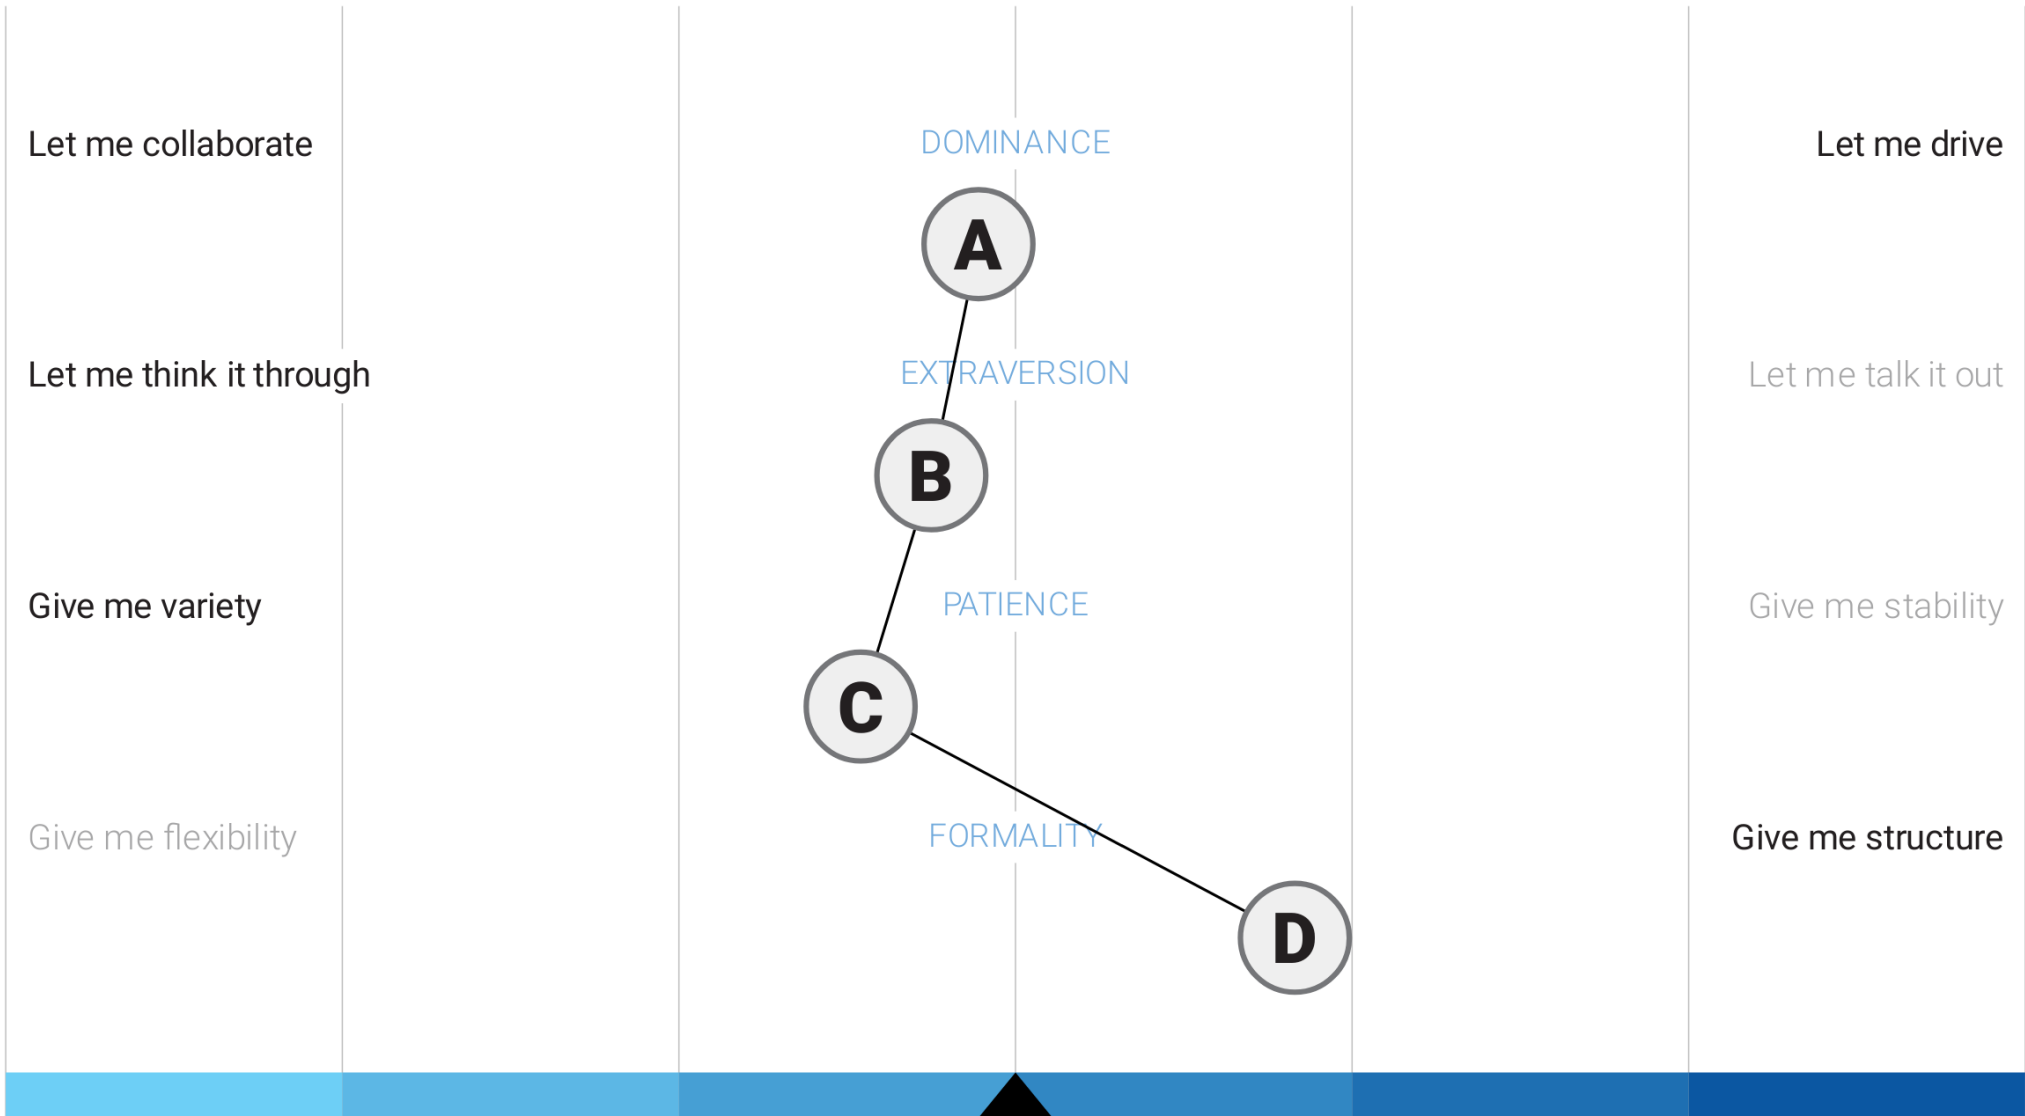 DOMINANCE
Let me collaborate
Let me drive
A
EXTRAVERSION
Let me think it through
Let me talk it out
B
PATIENCE
Give me variety
Give me stability
C
FORMALITY
Give me flexibility
Give me structure
D